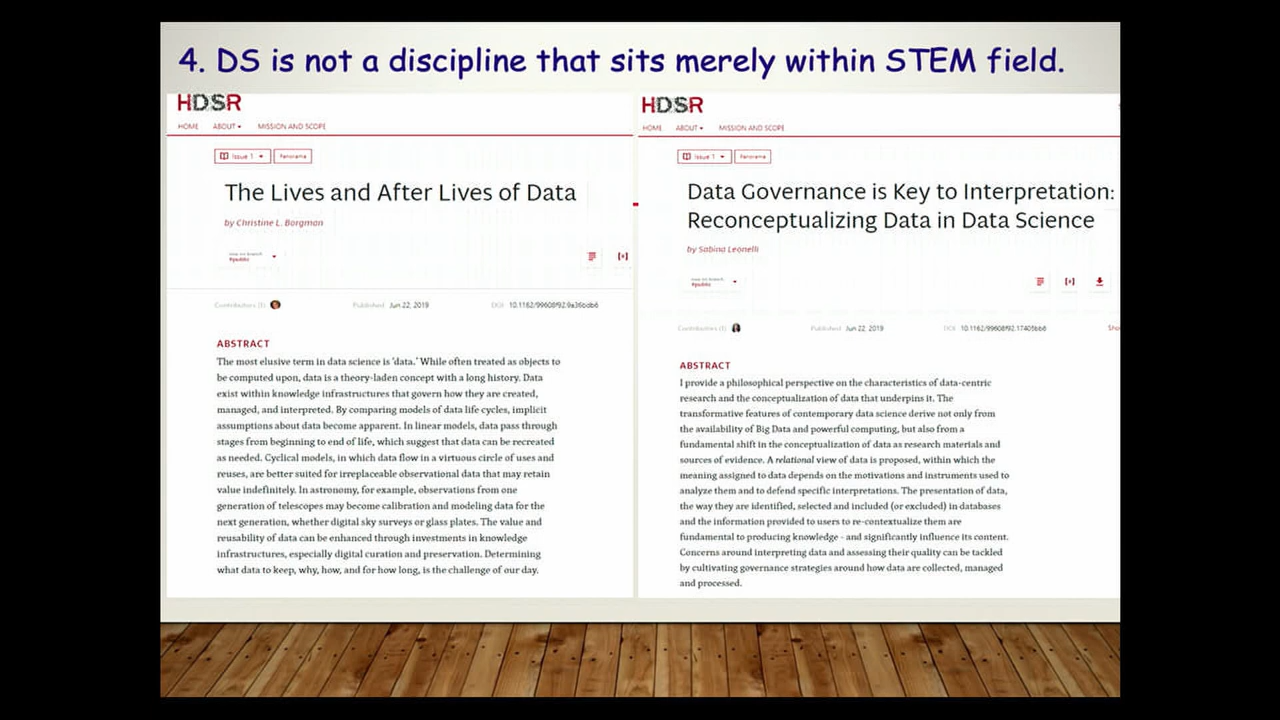 4. DS is not a discipline that sits merely within STEM field.
HDSR
HOME ABOUT MISSION AND SCOPE
Issue 1 Panorama
The Lives and After Lives of Data
by Christine L. Borgman
#public
Contributors (1) Published Jun 22, 2019 DOI
ABSTRACT
The most elusive term in data science is 'data.' While often treated as objects to
be computed upon, data is a theory-laden concept with a long history. Data
exist within knowledge infrastructures that govern how they are created,
managed, and interpreted. By comparing models of data life cycles, implicit
assumptions about data become apparent. In linear models, data pass through
stages from beginning to end of life, which suggest that data can be recreated
as needed. Cyclical models, in which data flow in a virtuous circle of uses and
reuses, are better suited for irreplaceable observational data that may retain
value indefinitely. In astronomy, for example, observations from one
generation of telescopes may become calibration and modeling data for the
next generation, whether digital sky surveys or glass plates. The value and
reusability of data can be enhanced through investments in knowledge
infrastructures, especially digital curation and preservation. Determining
what data to keep, why, how, and for how long, is the challenge of our day.
HDSR
HOME ABOUT MISSION AND SCOPE
Issue 1 Panorama
Data Governance is Key to Interpretation:
Reconceptualizing Data in Data Science
by Sabina Leonelli
#public
Contributors (1) Published Jun 22, 2019 DOI
ABSTRACT
I provide a philosophical perspective on the characteristics of data-centric
research and the conceptualization of data that underpins it. The
transformative features of contemporary data science derive not only from
the availability of Big Data and powerful computing, but also from a
fundamental shift in the conceptualization of data as research materials and
sources of evidence. A relational view of data is proposed, within which the
meaning assigned to data depends on the motivations and instruments used to
analyze them and to defend specific interpretations. The presentation of data,
the way they are identified, selected and included (or excluded) in databases
and the information provided to users to re-contextualize them are
fundamental to producing knowledge - and significantly influence its content.
Concerns around interpreting data and assessing their quality can be tackled
by cultivating governance strategies around how data are collected, managed
and processed.